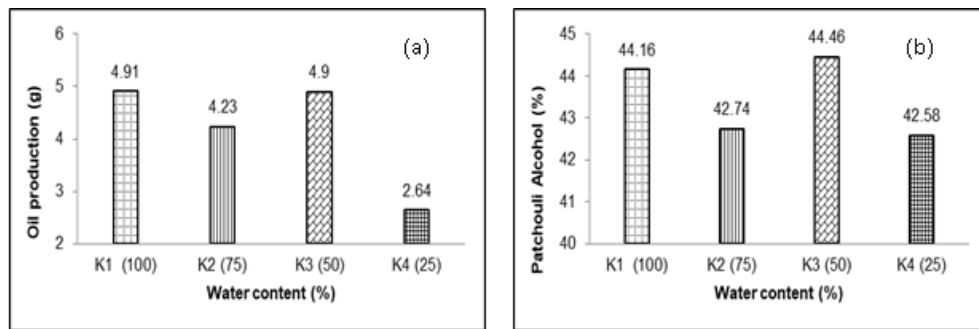 (a)
Oil production (g)
6
5
4
3
2
4.91
4.23
4.9
2.64
K1 (100) K2 (75) K3 (50) K4 (25)
Water content (%)
(b)
Patchouli Alcohol (%)
45
44
43
42
41
40
44.16
42.74
44.46
42.58
K1 (100) K2 (75) K3 (50) K4 (25)
Water content (%)